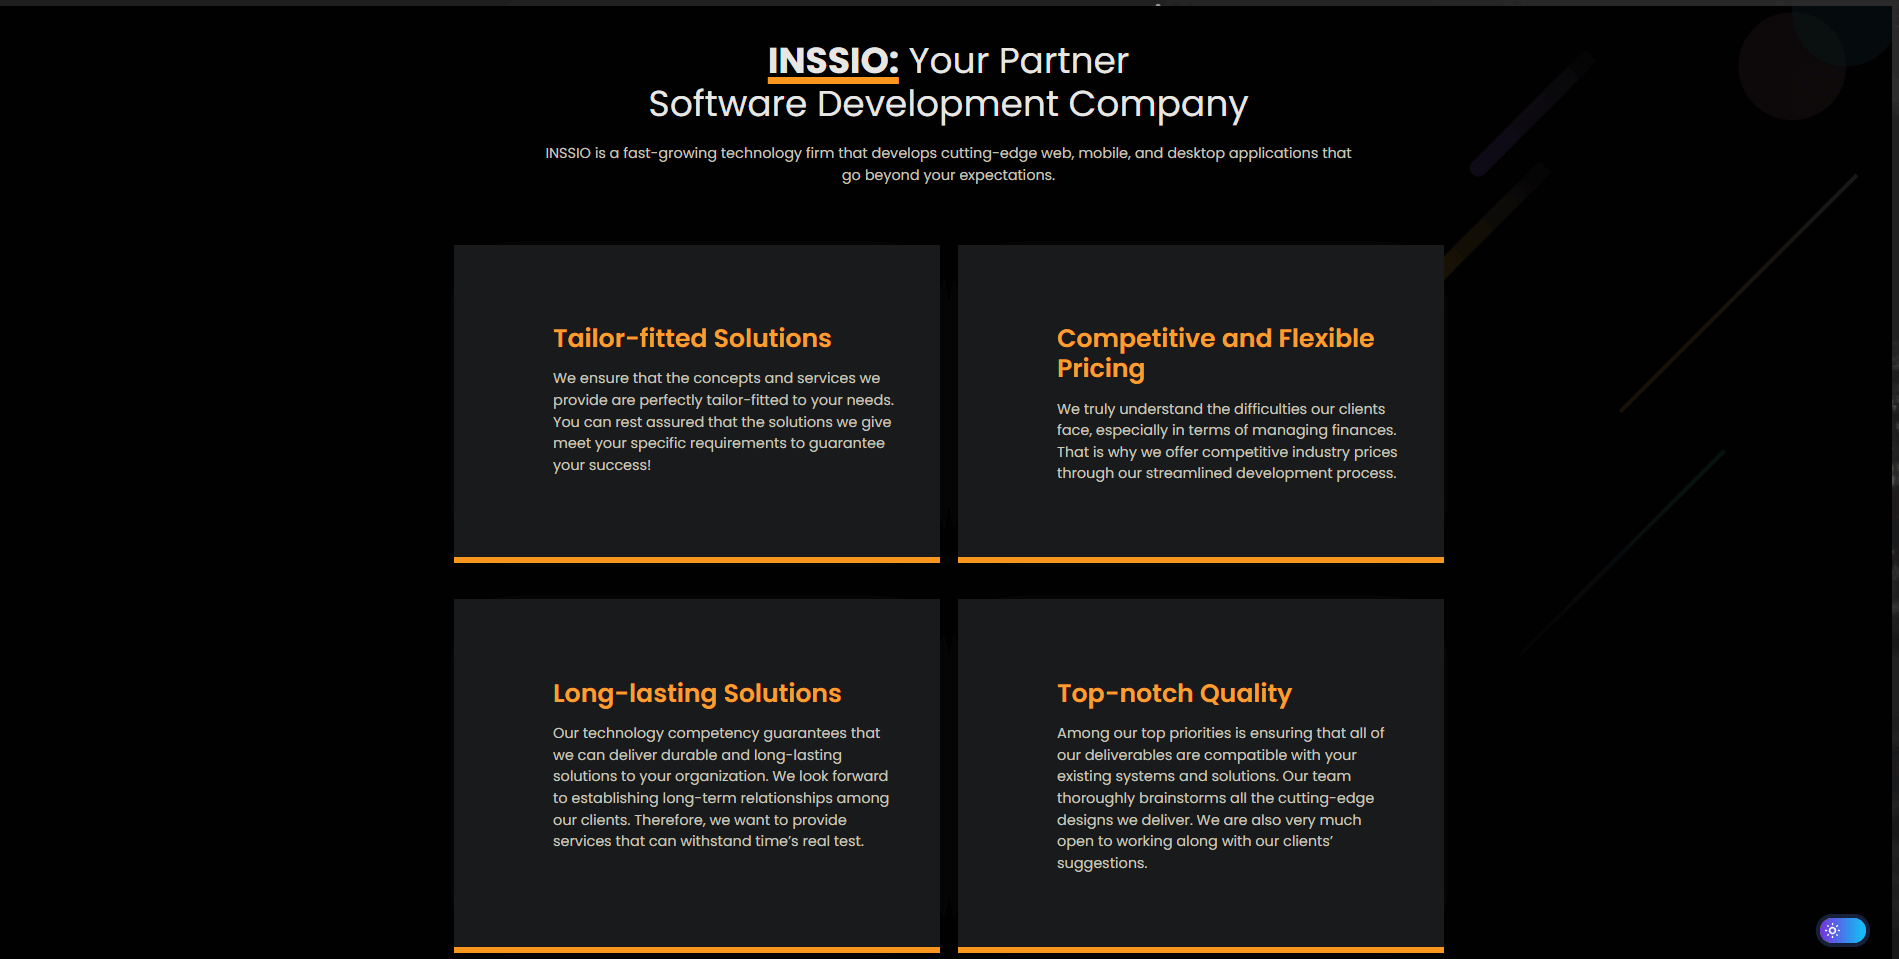 INSSIO: Your Partner
Software Development Company
INSSIO is a fast-growing technology firm that develops cutting-edge web, mobile, and desktop applications that
go beyond your expectations.
Tailor-fitted Solutions
We ensure that the concepts and services we
provide are perfectly tailor-fitted to your needs.
You can rest assured that the solutions we give
meet your specific requirements to guarantee
your success!
Competitive and Flexible
Pricing
We truly understand the difficulties our clients
face, especially in terms of managing finances.
That is why we offer competitive industry prices
through our streamlined development process.
Long-lasting Solutions
Our technology competency guarantees that
we can deliver durable and long-lasting
solutions to your organization. We look forward
to establishing long-term relationships among
our clients. Therefore, we want to provide
services that can withstand time’s real test.
Top-notch Quality
Among our top priorities is ensuring that all of
our deliverables are compatible with your
existing systems and solutions. Our team
thoroughly brainstorms all the cutting-edge
designs we deliver. We are also very much
open to working along with our clients’
suggestions.